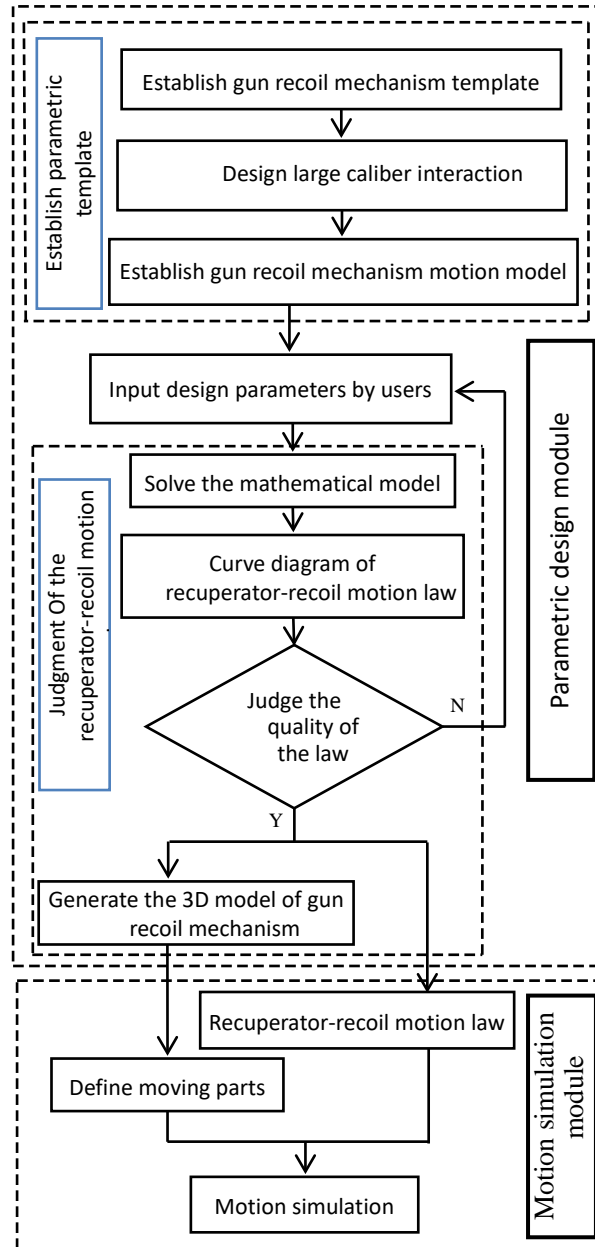 Establish gun recoil mechanism template
Design large caliber interaction
Establish gun recoil mechanism motion model
Establish parametric
template
Input design parameters by users
Solve the mathematical model
Curve diagram of
recuperator-recoil motion law
Judgment Of the
recuperator-recoil motion
Judge the
quality of
the law
N
Y
Parametric design module
Generate the 3D model of gun
recoil mechanism
Recuperator-recoil motion law
Define moving parts
Motion simulation
Motion simulation
module